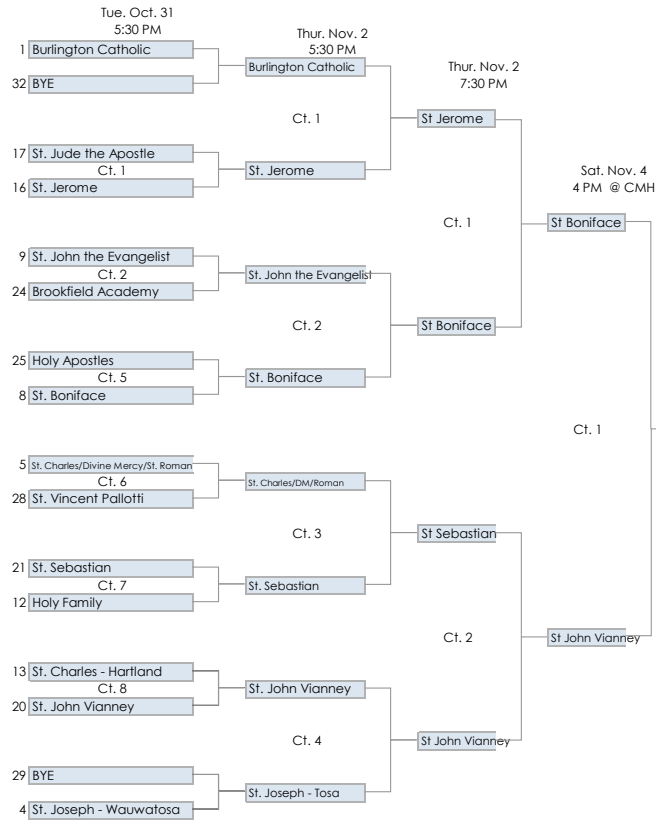 Tue. Oct. 31
5:30 PM
1 Burlington Catholic
32 BYE
17 St. Jude the Apostle
Ct. 1
16 St. Jerome
9 St. John the Evangelist
Ct. 2
24 Brookfield Academy
25 Holy Apostles
Ct. 5
8 St. Boniface
5 St. Charles/Divine Mercy/St. Roman
Ct. 6
28 St. Vincent Pallotti
21 St. Sebastian
Ct. 7
12 Holy Family
13 St. Charles - Hartland
Ct. 8
20 St. John Vianney
29 BYE
4 St. Joseph - Wauwatosa
Thur. Nov. 2
5:30 PM
Burlington Catholic
Ct. 1
St. Jerome
St. John the Evangelist
Ct. 2
St. Boniface
St. Charles/DM/Roman
Ct. 3
St. Sebastian
St. John Vianney
Ct. 4
St. Joseph - Tosa
Thur. Nov. 2
7:30 PM
St Jerome
Ct. 1
St Boniface
St Sebastian
Ct. 2
St John Vianney
Sat. Nov. 4
4 PM @ CMH
St Boniface
Ct. 1
St John Vianney